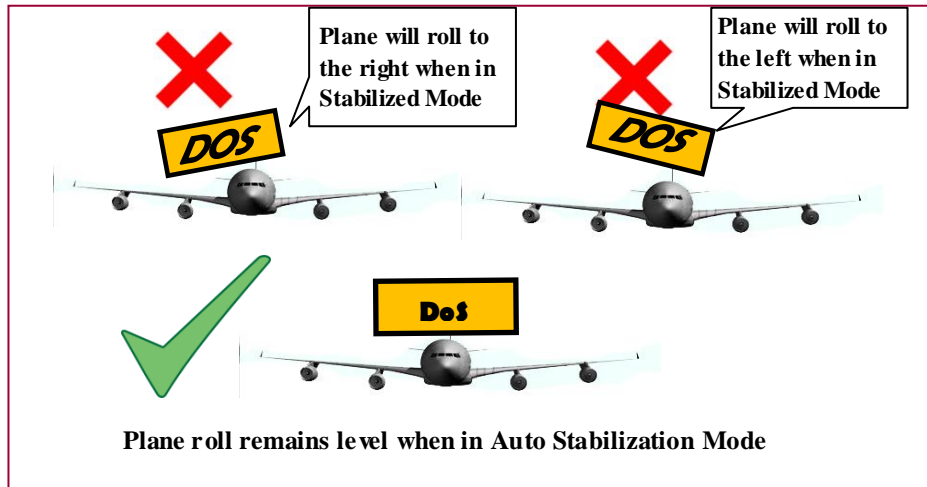 Plane will roll to
the right when in
Stabilized Mode
Plane will roll to
the left when in
Stabilized Mode
DOS
DOS
DoS
Plane roll remains level when in Auto Stabilization Mode